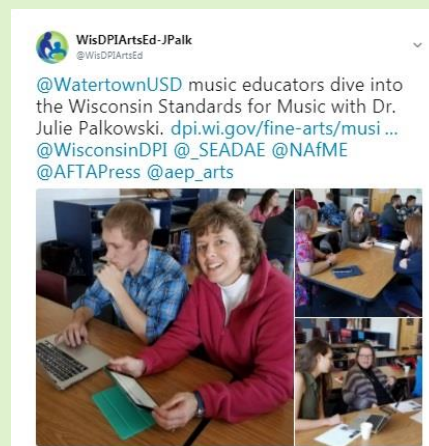 WisDPIArtsEd-JPalk
@WisDPIArtsEd
@WatertownUSD music educators dive into
the Wisconsin Standards for Music with Dr.
Julie Palkowski. dpi.wi.gov/fine-arts/musi ...
@WisconsinDPI @_SEADAE @NAfME
@AFTAPress @aep_arts